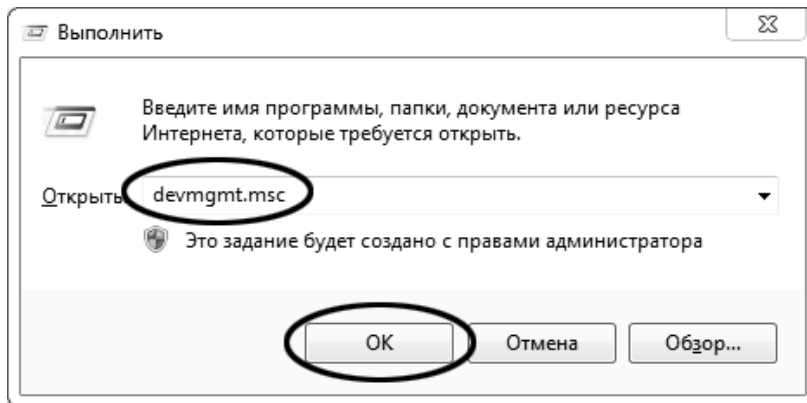 Выполнить
Введите имя программы, папки, документа или ресурса
Интернета, которые требуется открыть.
Открыть devmgmt.msc
Это задание будет создано с правами администратора
ОК Отмена Обзор...